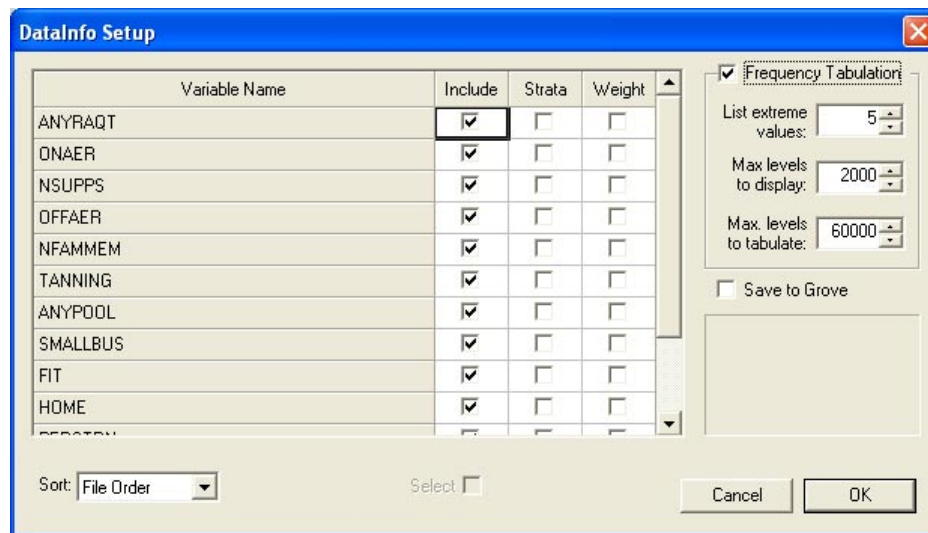 DataInfo Setup
Variable Name Include Strata Weight
ANYRAQT
ONAER
NSUPPS
OFFAER
NFAMMEM
TANNING
ANYPOOL
SMALLBUS
FIT
HOME
Frequency Tabulation
List extreme
values: 5
Max levels
to display: 2000
Max. levels
to tabulate: 60000
Save to Grove
Sort: File Order
Select
Cancel OK